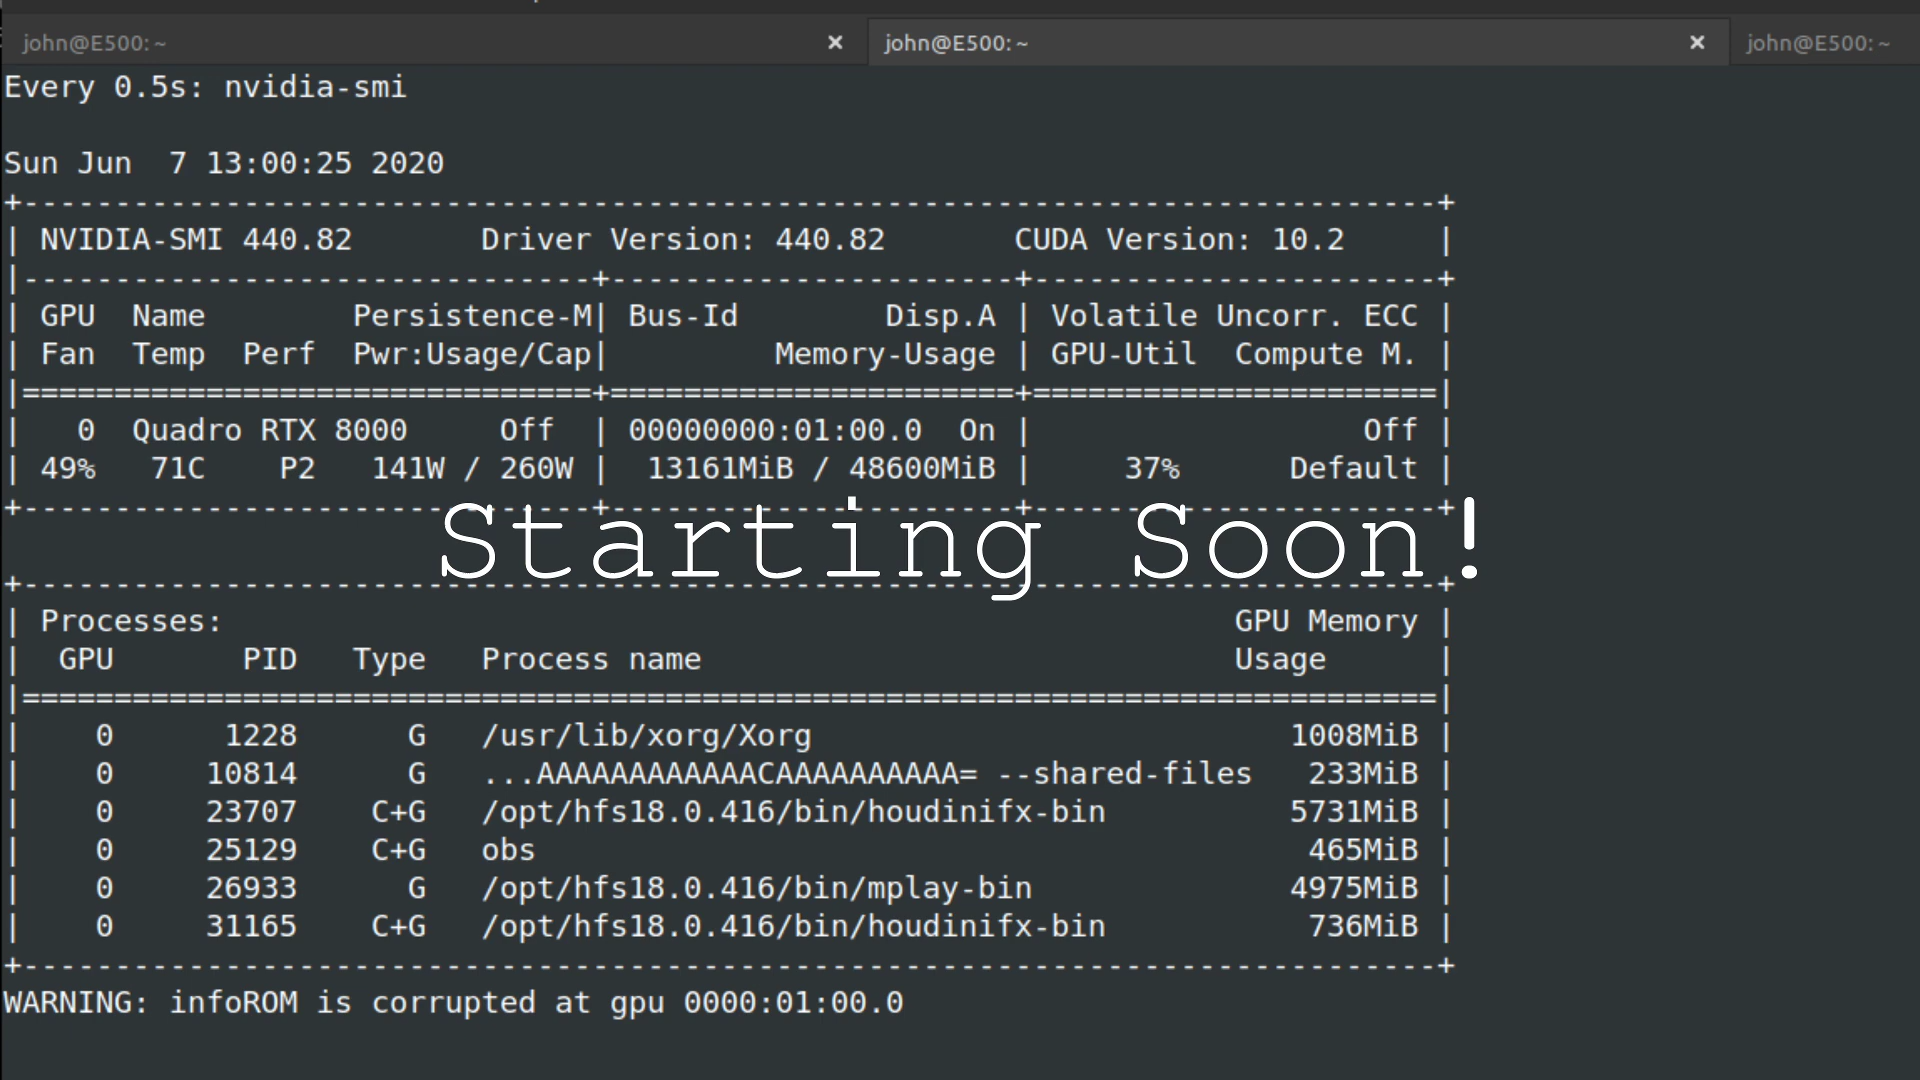 john@E500: ~ × john@E500: ~ × john@E500: ~
Every 0.5s: nvidia-smi
Sun Jun  7 13:00:25 2020
+-----------------------------------------------------------------------------+
| NVIDIA-SMI 440.82       Driver Version: 440.82       CUDA Version: 10.2     |
|-------------------------------+----------------------+----------------------+
| GPU  Name        Persistence-M| Bus-Id        Disp.A | Volatile Uncorr. ECC |
| Fan  Temp  Perf  Pwr:Usage/Cap|         Memory-Usage | GPU-Util  Compute M. |
|===============================+======================+======================|
|   0  Quadro RTX 8000     Off  | 00000000:01:00.0  On |                  Off |
| 49%   71C    P2   141W / 260W |  13161MiB / 48600MiB |     37%      Default |
+-------------------------------+----------------------+----------------------+
Starting Soon!
+-----------------------------------------------------------------------------+
| Processes:                                                       GPU Memory |
|  GPU       PID   Type   Process name                             Usage      |
|=============================================================================|
|    0      1228      G   /usr/lib/xorg/Xorg                          1008MiB |
|    0     10814      G   ...AAAAAAAAAAAACAAAAAAAAAA= --shared-files   233MiB |
|    0     23707    C+G   /opt/hfs18.0.416/bin/houdinifx-bin          5731MiB |
|    0     25129    C+G   obs                                          465MiB |
|    0     26933      G   /opt/hfs18.0.416/bin/mplay-bin              4975MiB |
|    0     31165    C+G   /opt/hfs18.0.416/bin/houdinifx-bin           736MiB |
+-----------------------------------------------------------------------------+
WARNING: infoROM is corrupted at gpu 0000:01:00.0